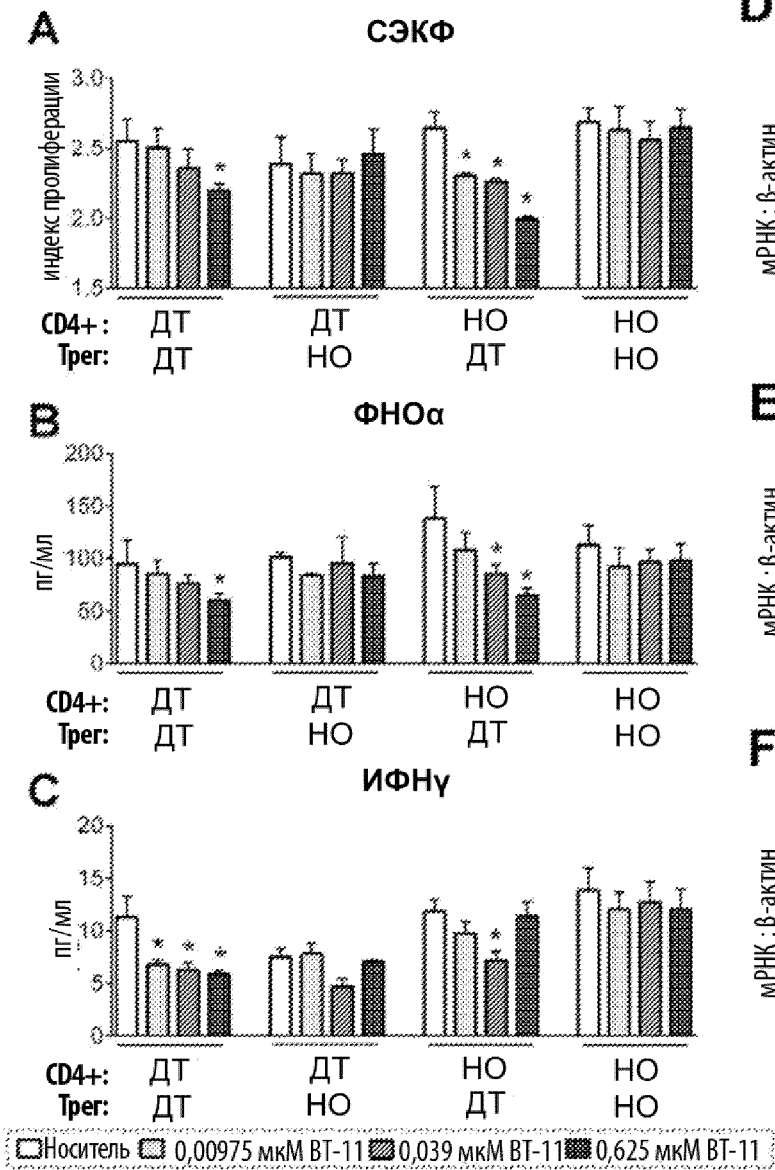 A
СЭКФ
D
индекс пролиферации
3.0
2.5
2.0
1.5
* * * *
CD4+ : ДТ ДТ НО НО
Трег: ДТ НО ДТ НО
мРНК : β-актин
B
ФНОα
E
пг/мл
200
150
100
50
0
* * *
CD4+: ДТ ДТ НО НО
Трег: ДТ НО ДТ НО
мРНК : β-актин
C
ИФНγ
F
пг/мл
20
15
10
5
0
* * * *
CD4+: ДТ ДТ НО НО
Трег: ДТ НО ДТ НО
мРНК : β-актин
Носитель 0,00975 мкМ BT-11 0,039 мкМ BT-11 0,625 мкМ BT-11